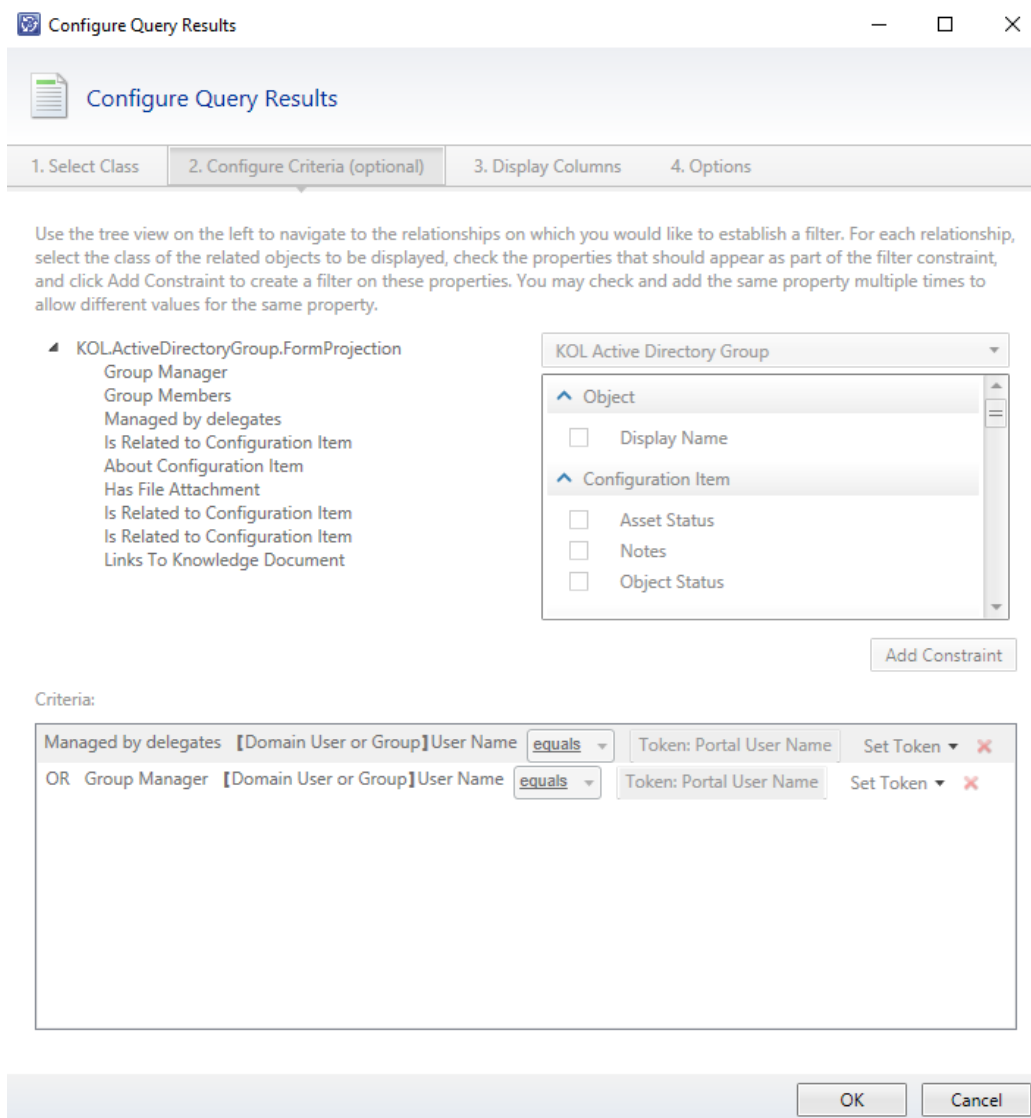 Configure Query Results
Configure Query Results
1. Select Class 2. Configure Criteria (optional) 3. Display Columns 4. Options
Use the tree view on the left to navigate to the relationships on which you would like to establish a filter. For each relationship,
select the class of the related objects to be displayed, check the properties that should appear as part of the filter constraint,
and click Add Constraint to create a filter on these properties. You may check and add the same property multiple times to
allow different values for the same property.
KOL.ActiveDirectoryGroup.FormProjection
Group Manager
Group Members
Managed by delegates
Is Related to Configuration Item
About Configuration Item
Has File Attachment
Is Related to Configuration Item
Is Related to Configuration Item
Links To Knowledge Document
KOL Active Directory Group
Object
Display Name
Configuration Item
Asset Status
Notes
Object Status
Add Constraint
Criteria:
Managed by delegates [Domain User or Group]User Name equals Token: Portal User Name Set Token
OR Group Manager [Domain User or Group]User Name equals Token: Portal User Name Set Token
OK Cancel